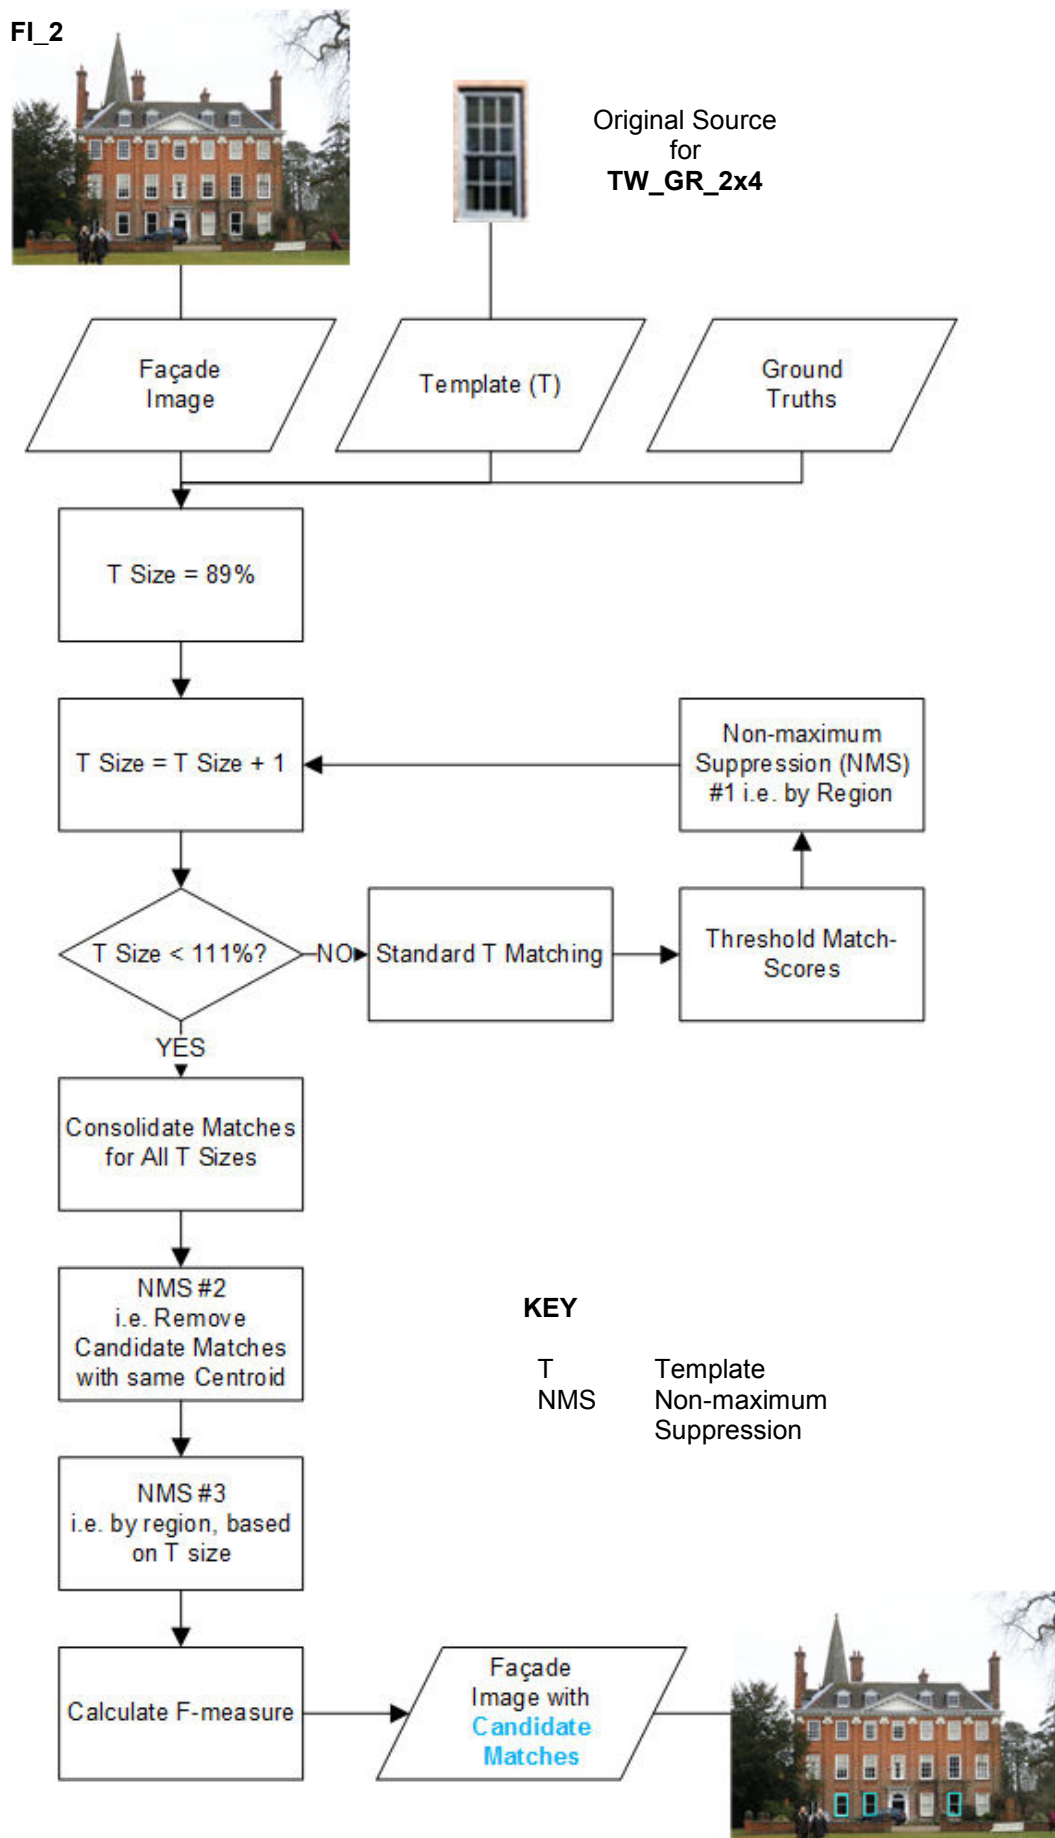 FI_2
Original Source
for
TW_GR_2x4
Façade
Image
Template (T)
Ground
Truths
T Size = 89%
T Size = T Size + 1
Non-maximum
Suppression (NMS)
#1 i.e. by Region
T Size < 111%?
NO
Standard T Matching
Threshold Match-
Scores
YES
Consolidate Matches
for All T Sizes
NMS #2
i.e. Remove
Candidate Matches
with same Centroid
KEY
T Template
NMS Non-maximum
Suppression
NMS #3
i.e. by region, based
on T size
Calculate F-measure
Façade
Image with
Candidate
Matches